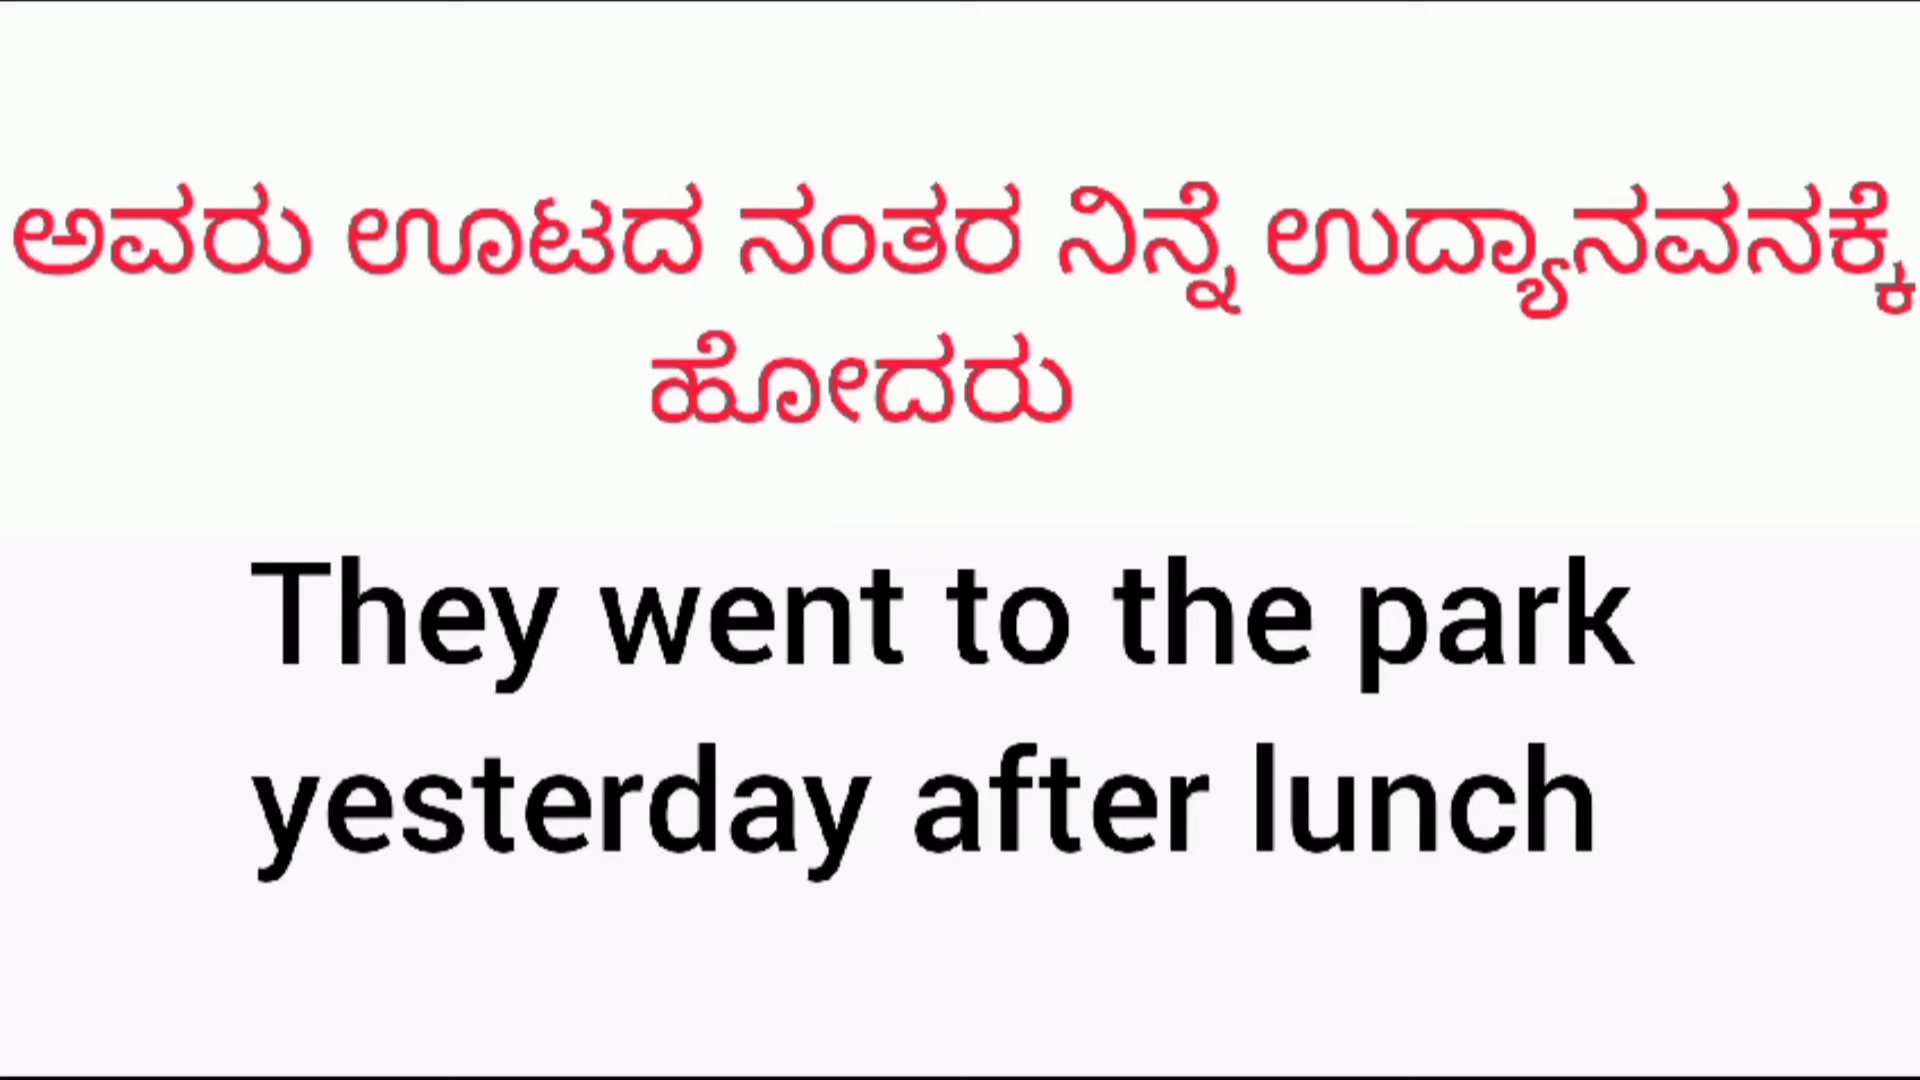 ಅವರು ಊಟದ ನಂತರ ನಿನ್ನೆ ಉದ್ಯಾನವನಕ್ಕೆ
ಹೋದರು
They went to the park
yesterday after lunch